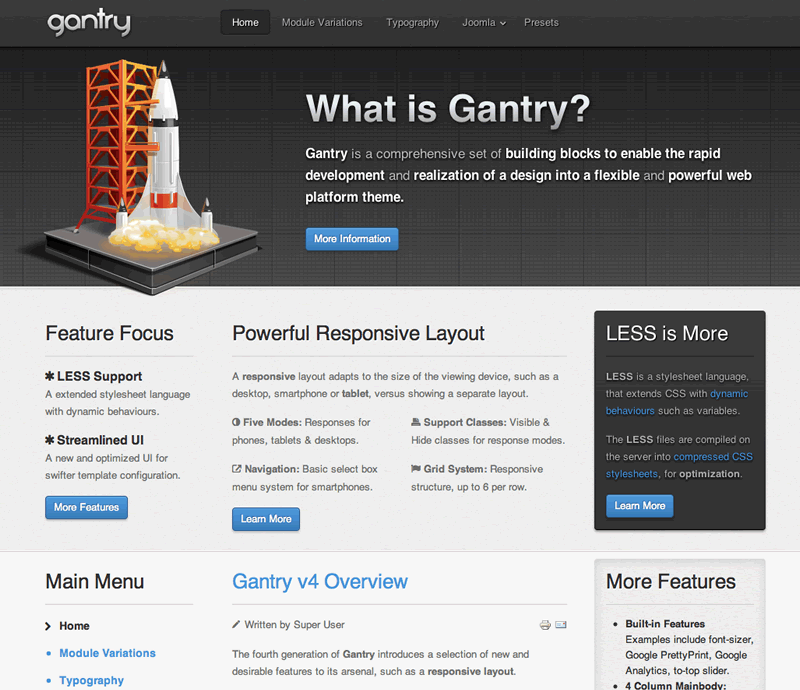 gantry
Home
Module Variations
Typography
Joomla
Presets
What is Gantry?
Gantry is a comprehensive set of building blocks to enable the rapid
development and realization of a design into a flexible and powerful web
platform theme.
More Information
Feature Focus
LESS Support
A extended stylesheet language
with dynamic behaviours.
Streamlined UI
A new and optimized UI for
swifter template configuration.
More Features
Powerful Responsive Layout
A responsive layout adapts to the size of the viewing device, such as a
desktop, smartphone or tablet, versus showing a separate layout.
Five Modes: Responses for
phones, tablets & desktops.
Support Classes: Visible &
Hide classes for response modes.
Navigation: Basic select box
menu system for smartphones.
Grid System: Responsive
structure, up to 6 per row.
Learn More
LESS is More
LESS is a stylesheet language,
that extends CSS with dynamic
behaviours such as variables.
The LESS files are compiled on
the server into compressed CSS
stylesheets, for optimization.
Learn More
Main Menu
Home
Module Variations
Typography
Gantry v4 Overview
Written by Super User
The fourth generation of Gantry introduces a selection of new and
desirable features to its arsenal, such as a responsive layout.
More Features
Built-in Features
Examples include font-sizer,
Google PrettyPrint, Google
Analytics, to-top slider.
4 Column Mainbody: